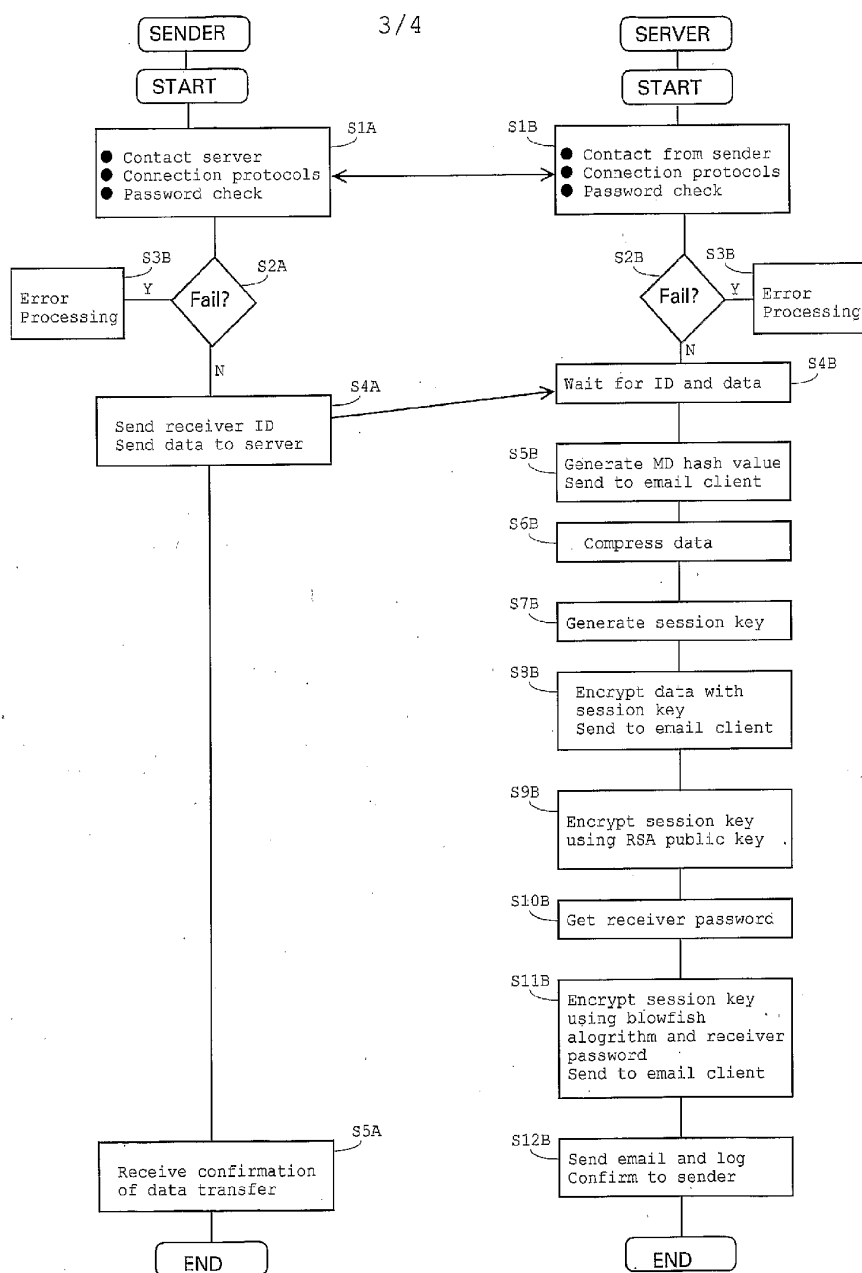 3/4
SENDER
START
S1A
● Contact server
● Connection protocols
● Password check
S2A
Fail?
Y
N
S3B
Error
Processing
S4A
Send receiver ID
Send data to server
S5A
Receive confirmation
of data transfer
END
SERVER
START
S1B
● Contact from sender
● Connection protocols
● Password check
S2B
Fail?
Y
N
S3B
Error
Processing
S4B
Wait for ID and data
S5B
Generate MD hash value
Send to email client
S6B
Compress data
S7B
Generate session key
S8B
Encrypt data with
session key
Send to email client
S9B
Encrypt session key
using RSA public key
S10B
Get receiver password
S11B
Encrypt session key
using blowfish
alogrithm and receiver
password
Send to email client
S12B
Send email and log
Confirm to sender
END